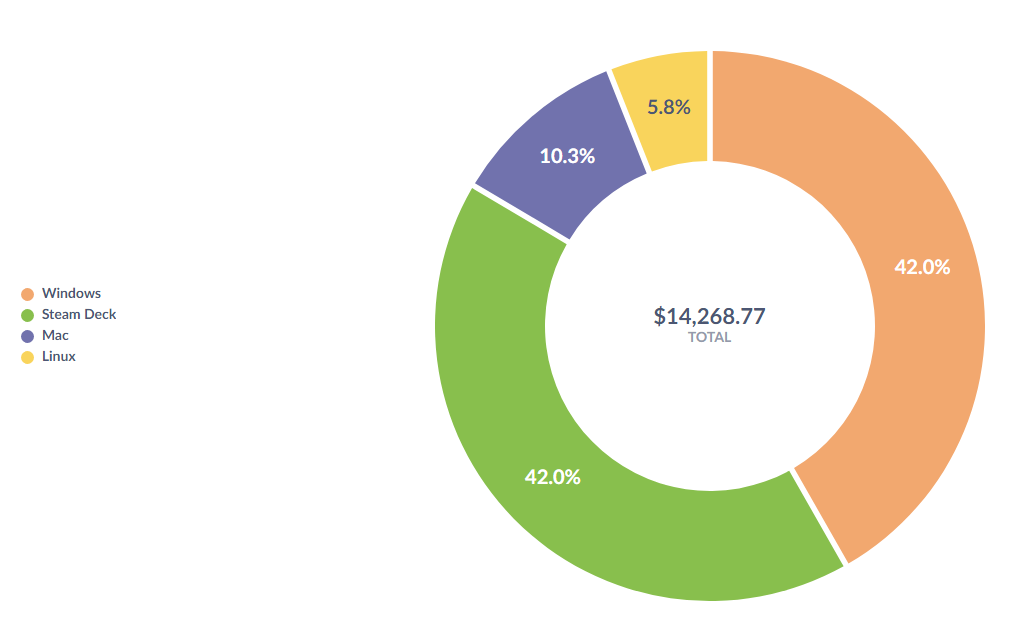 Windows
Steam Deck
Mac
Linux
5.8%
10.3%
42.0%
$14,268.77
TOTAL
42.0%